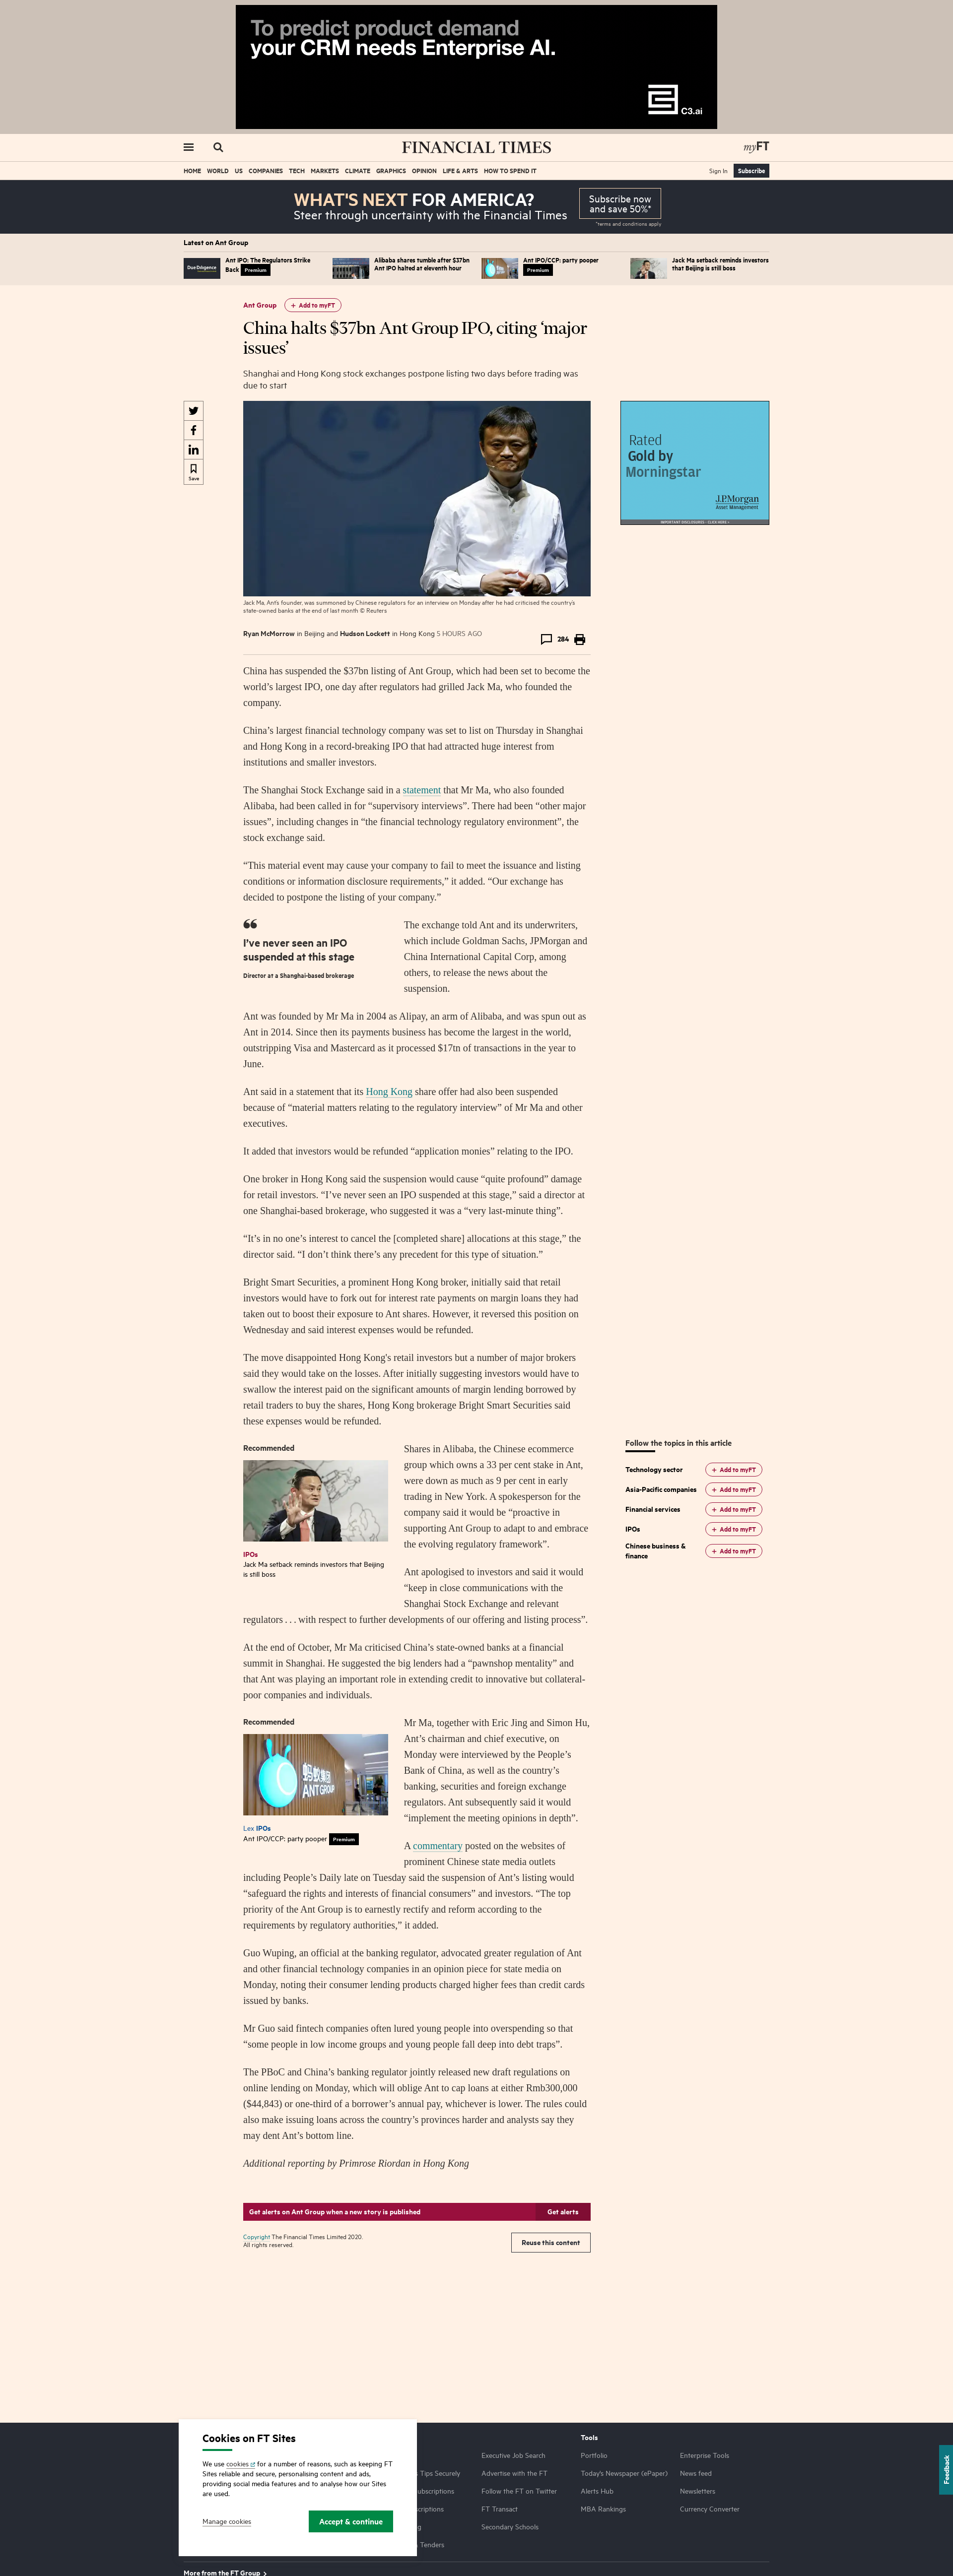 To predict product demand
your CRM needs Enterprise AI.
C3.ai
FINANCIAL TIMES
myFT
HOME WORLD US COMPANIES TECH MARKETS CLIMATE GRAPHICS OPINION LIFE & ARTS HOW TO SPEND IT
Sign In Subscribe
WHAT'S NEXT FOR AMERICA?
Steer through uncertainty with the Financial Times
Subscribe now
and save 50%*
*terms and conditions apply
Latest on Ant Group
Due Diligence
Ant IPO: The Regulators Strike
Back Premium
Alibaba shares tumble after $37bn
Ant IPO halted at eleventh hour
Ant IPO/CCP: party pooper
Premium
Jack Ma setback reminds investors
that Beijing is still boss
Ant Group + Add to myFT
China halts $37bn Ant Group IPO, citing ‘major
issues’
Shanghai and Hong Kong stock exchanges postpone listing two days before trading was
due to start
Save
Rated
Gold by
Morningstar
J.P.Morgan
Asset Management
IMPORTANT DISCLOSURES - CLICK HERE >
Jack Ma, Ant’s founder, was summoned by Chinese regulators for an interview on Monday after he had criticised the country’s
state-owned banks at the end of last month © Reuters
Ryan McMorrow in Beijing and Hudson Lockett in Hong Kong 5 HOURS AGO
284
China has suspended the $37bn listing of Ant Group, which had been set to become the
world’s largest IPO, one day after regulators had grilled Jack Ma, who founded the
company.
China’s largest financial technology company was set to list on Thursday in Shanghai
and Hong Kong in a record-breaking IPO that had attracted huge interest from
institutions and smaller investors.
The Shanghai Stock Exchange said in a statement that Mr Ma, who also founded
Alibaba, had been called in for “supervisory interviews”. There had been “other major
issues”, including changes in “the financial technology regulatory environment”, the
stock exchange said.
“This material event may cause your company to fail to meet the issuance and listing
conditions or information disclosure requirements,” it added. “Our exchange has
decided to postpone the listing of your company.”
“
I’ve never seen an IPO
suspended at this stage
Director at a Shanghai-based brokerage
The exchange told Ant and its underwriters,
which include Goldman Sachs, JPMorgan and
China International Capital Corp, among
others, to release the news about the
suspension.
Ant was founded by Mr Ma in 2004 as Alipay, an arm of Alibaba, and was spun out as
Ant in 2014. Since then its payments business has become the largest in the world,
outstripping Visa and Mastercard as it processed $17tn of transactions in the year to
June.
Ant said in a statement that its Hong Kong share offer had also been suspended
because of “material matters relating to the regulatory interview” of Mr Ma and other
executives.
It added that investors would be refunded “application monies” relating to the IPO.
One broker in Hong Kong said the suspension would cause “quite profound” damage
for retail investors. “I’ve never seen an IPO suspended at this stage,” said a director at
one Shanghai-based brokerage, who suggested it was a “very last-minute thing”.
“It’s in no one’s interest to cancel the [completed share] allocations at this stage,” the
director said. “I don’t think there’s any precedent for this type of situation.”
Bright Smart Securities, a prominent Hong Kong broker, initially said that retail
investors would have to fork out for interest rate payments on margin loans they had
taken out to boost their exposure to Ant shares. However, it reversed this position on
Wednesday and said interest expenses would be refunded.
The move disappointed Hong Kong's retail investors but a number of major brokers
said they would take on the losses. After initially suggesting investors would have to
swallow the interest paid on the significant amounts of margin lending borrowed by
retail traders to buy the shares, Hong Kong brokerage Bright Smart Securities said
these expenses would be refunded.
Recommended
IPOs
Jack Ma setback reminds investors that Beijing
is still boss
Shares in Alibaba, the Chinese ecommerce
group which owns a 33 per cent stake in Ant,
were down as much as 9 per cent in early
trading in New York. A spokesperson for the
company said it would be “proactive in
supporting Ant Group to adapt to and embrace
the evolving regulatory framework”.
Ant apologised to investors and said it would
“keep in close communications with the
Shanghai Stock Exchange and relevant
regulators . . . with respect to further developments of our offering and listing process”.
Follow the topics in this article
Technology sector + Add to myFT
Asia-Pacific companies + Add to myFT
Financial services + Add to myFT
IPOs + Add to myFT
Chinese business &
finance + Add to myFT
At the end of October, Mr Ma criticised China’s state-owned banks at a financial
summit in Shanghai. He suggested the big lenders had a “pawnshop mentality” and
that Ant was playing an important role in extending credit to innovative but collateral-
poor companies and individuals.
Recommended
蚂蚁集团
ANT GROUP
Lex IPOs
Ant IPO/CCP: party pooper Premium
Mr Ma, together with Eric Jing and Simon Hu,
Ant’s chairman and chief executive, on
Monday were interviewed by the People’s
Bank of China, as well as the country’s
banking, securities and foreign exchange
regulators. Ant subsequently said it would
“implement the meeting opinions in depth”.
A commentary posted on the websites of
prominent Chinese state media outlets
including People’s Daily late on Tuesday said the suspension of Ant’s listing would
“safeguard the rights and interests of financial consumers” and investors. “The top
priority of the Ant Group is to earnestly rectify and reform according to the
requirements by regulatory authorities,” it added.
Guo Wuping, an official at the banking regulator, advocated greater regulation of Ant
and other financial technology companies in an opinion piece for state media on
Monday, noting their consumer lending products charged higher fees than credit cards
issued by banks.
Mr Guo said fintech companies often lured young people into overspending so that
“some people in low income groups and young people fall deep into debt traps”.
The PBoC and China’s banking regulator jointly released new draft regulations on
online lending on Monday, which will oblige Ant to cap loans at either Rmb300,000
($44,843) or one-third of a borrower’s annual pay, whichever is lower. The rules could
also make issuing loans across the country’s provinces harder and analysts say they
may dent Ant’s bottom line.
Additional reporting by Primrose Riordan in Hong Kong
Get alerts on Ant Group when a new story is published Get alerts
Copyright The Financial Times Limited 2020.
All rights reserved.
Reuse this content
Cookies on FT Sites
We use cookies for a number of reasons, such as keeping FT
Sites reliable and secure, personalising content and ads,
providing social media features and to analyse how our Sites
are used.
Manage cookies Accept & continue
Tips Securely
Tenders
Executive Job Search
Advertise with the FT
Follow the FT on Twitter
FT Transact
Secondary Schools
Tools
Portfolio
Today's Newspaper (ePaper)
Alerts Hub
MBA Rankings
Enterprise Tools
News feed
Newsletters
Currency Converter
Feedback
More from the FT Group